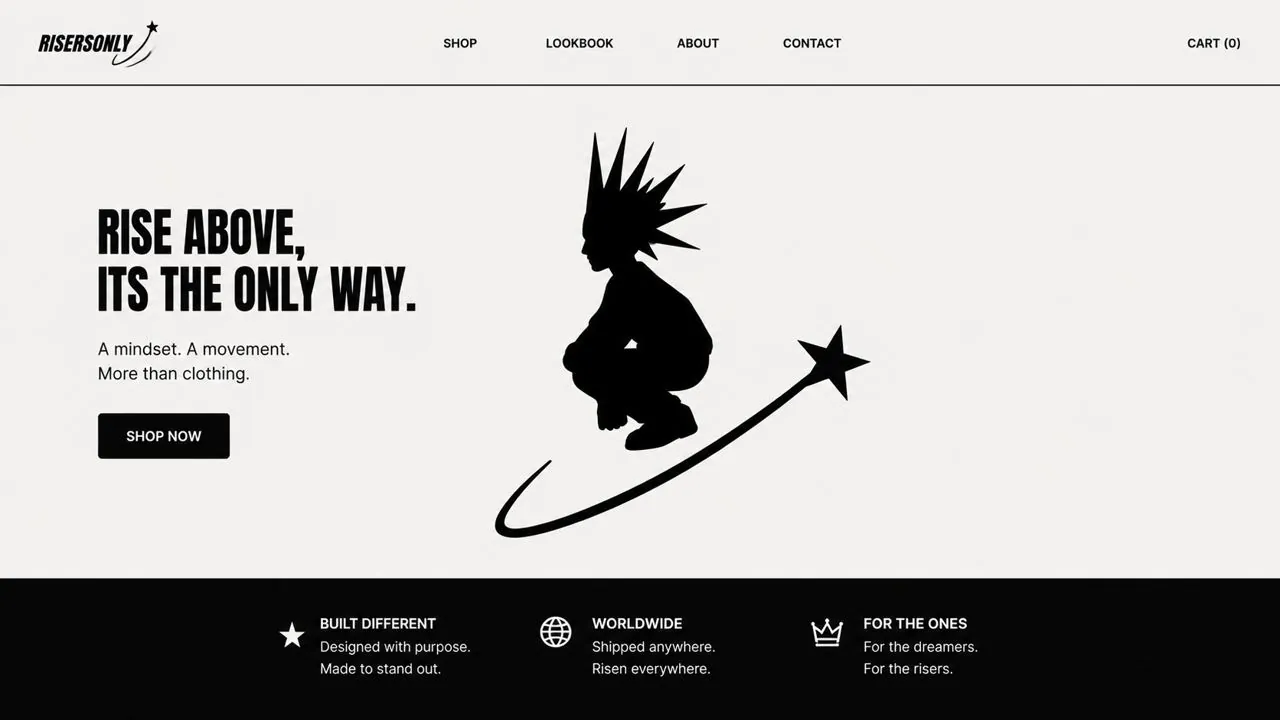 RISERSONLY
SHOP
LOOKBOOK
ABOUT
CONTACT
CART (0)
RISE ABOVE,
ITS THE ONLY WAY.
A mindset. A movement.
More than clothing.
SHOP NOW
BUILT DIFFERENT
Designed with purpose.
Made to stand out.
WORLDWIDE
Shipped anywhere.
Risen everywhere.
FOR THE ONES
For the dreamers.
For the risers.